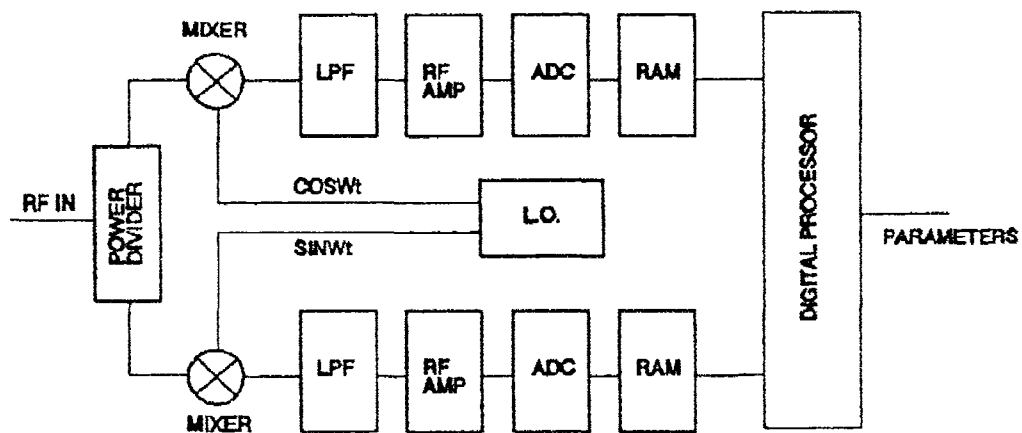 MIXER
LPF
RF
AMP
ADC
RAM
RF IN
POWER
DIVIDER
COSWt
L.O.
SINWt
DIGITAL PROCESSOR
PARAMETERS
LPF
RF
AMP
ADC
RAM
MIXER